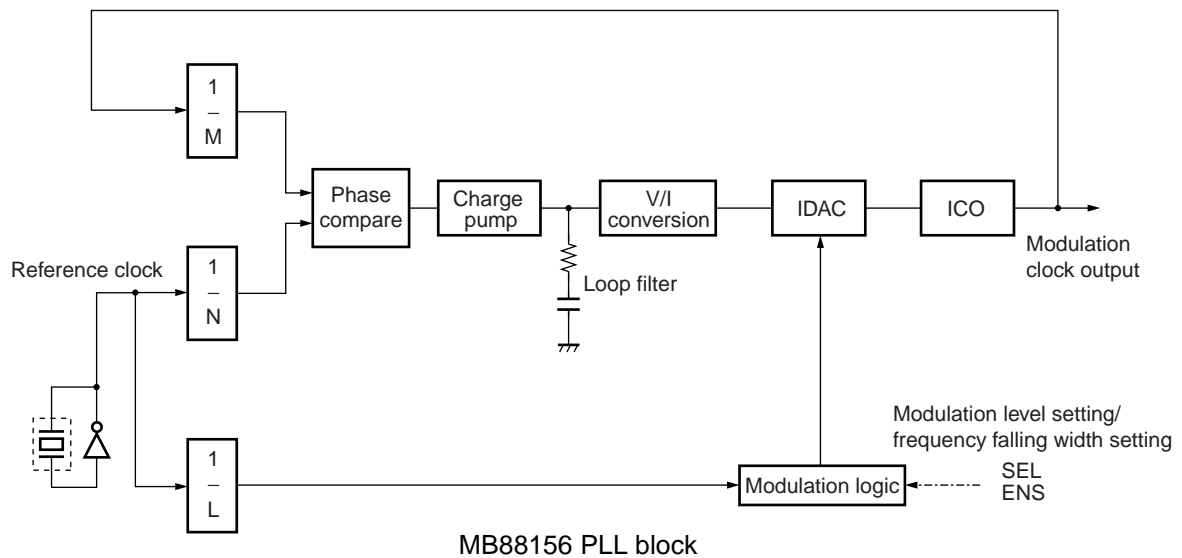 1
M
Phase
compare
Charge
pump
V/I
conversion
IDAC
ICO
Modulation
clock output
Reference clock
1
N
Loop filter
Modulation level setting/
frequency falling width setting
SEL
ENS
1
L
Modulation logic
MB88156 PLL block